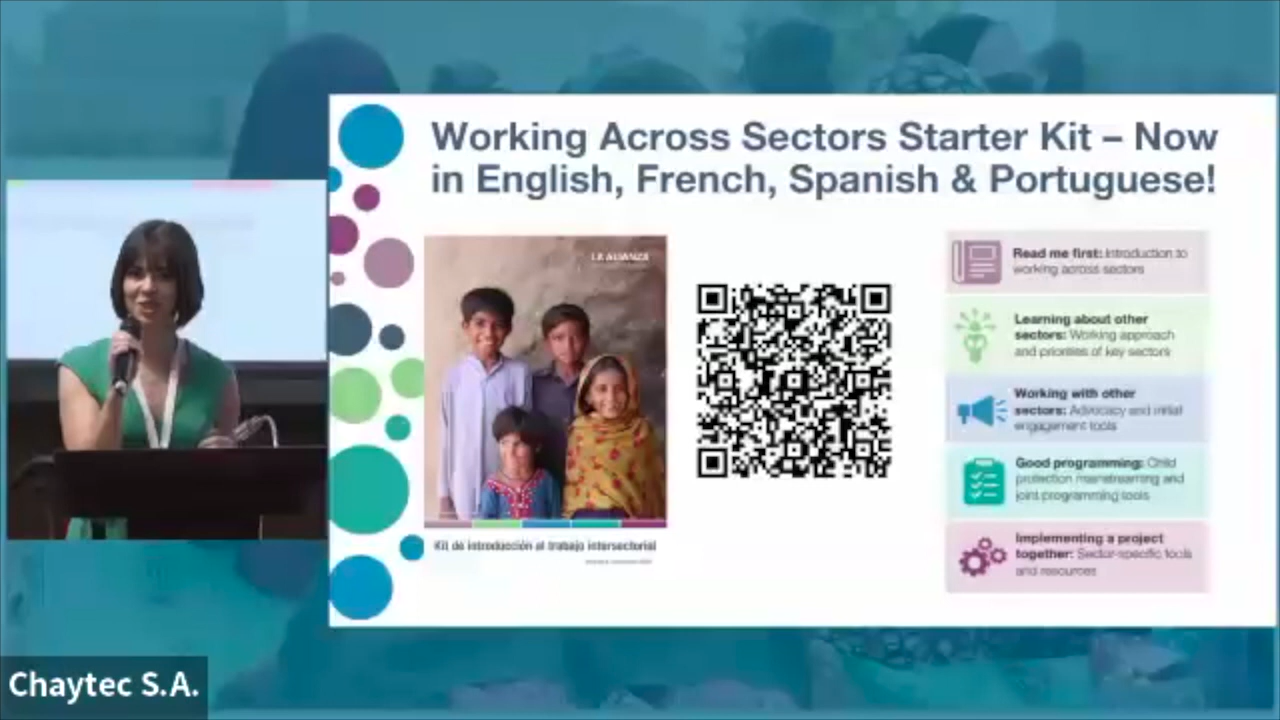 Working Across Sectors Starter Kit – Now
in English, French, Spanish & Portuguese!
LA ALIANZA
Kit de introducción al trabajo intersectorial
Read me first: Introduction to
working across sectors
Learning about other
sectors: Working approach
and priorities of key sectors
Working with other
sectors: Advocacy and initial
engagement tools
Good programming: Child
protection mainstreaming and
joint programming tools
Implementing a project
together: Sector-specific tools
and resources
Chaytec S.A.